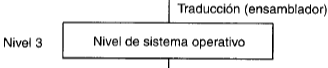 Traducción (ensamblador)
Nivel 3
Nivel de sistema operativo